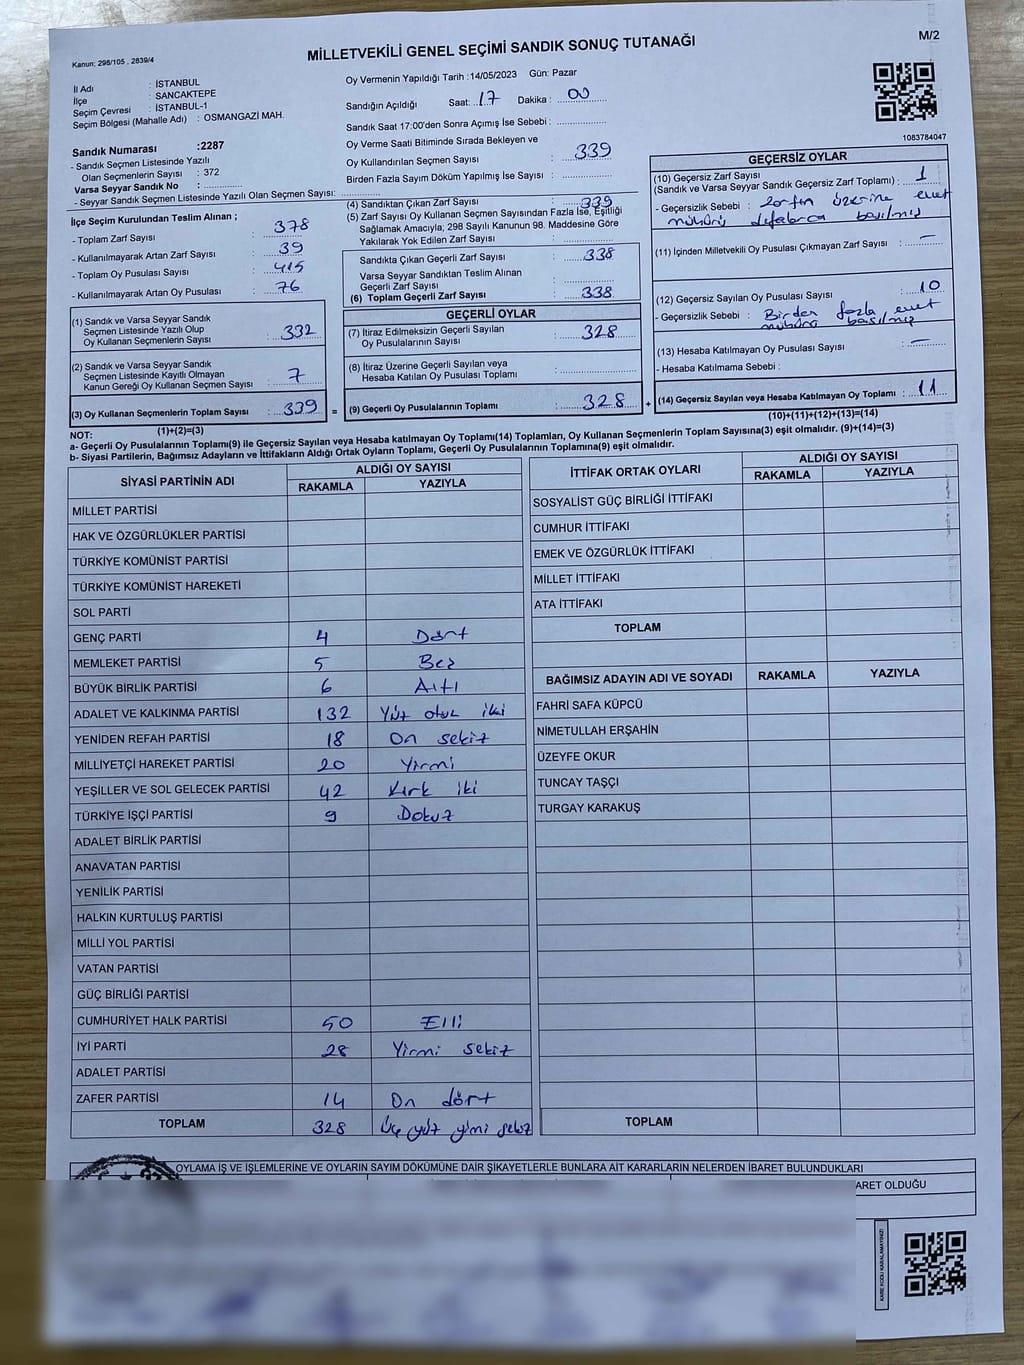 Kanun: 298/105 , 2839/4
MİLLETVEKİLİ GENEL SEÇİMİ SANDIK SONUÇ TUTANAĞI
M/2
İl Adı : İSTANBUL
İlçe : SANCAKTEPE
Seçim Çevresi : İSTANBUL-1
Seçim Bölgesi (Mahalle Adı) : OSMANGAZİ MAH.
Sandık Numarası :2287
- Sandık Seçmen Listesinde Yazılı
Olan Seçmenlerin Sayısı : 372
Varsa Seyyar Sandık No : ..............
- Seyyar Sandık Seçmen Listesinde Yazılı Olan Seçmen Sayısı: ..............
Oy Vermenin Yapıldığı Tarih :14/05/2023 Gün: Pazar
Sandığın Açıldığı Saat: 17 Dakika : 00
Sandık Saat 17:00'den Sonra Açımış İse Sebebi : ..............
Oy Verme Saati Bitiminde Sırada Bekleyen ve
Oy Kullandırılan Seçmen Sayısı : 339
Birden Fazla Sayım Döküm Yapılmış İse Sayısı : ..............
1083784047
İlçe Seçim Kurulundan Teslim Alınan ;
- Toplam Zarf Sayısı : 378
- Kullanılmayarak Artan Zarf Sayısı : 39
- Toplam Oy Pusulası Sayısı : 415
- Kullanılmayarak Artan Oy Pusulası : 76
(4) Sandıktan Çıkan Zarf Sayısı : 339
(5) Zarf Sayısı Oy Kullanan Seçmen Sayısından Fazla İse, Eşitliği
Sağlamak Amacıyla; 298 Sayılı Kanunun 98. Maddesine Göre
Yakılarak Yok Edilen Zarf Sayısı : ..............
Sandıkta Çıkan Geçerli Zarf Sayısı : 338
Varsa Seyyar Sandıktan Teslim Alınan
Geçerli Zarf Sayısı : ..............
(6) Toplam Geçerli Zarf Sayısı : 338
GEÇERSİZ OYLAR
(10) Geçersiz Zarf Sayısı
(Sandık ve Varsa Seyyar Sandık Geçersiz Zarf Toplamı) : 1
- Geçersizlik Sebebi : Zarfın üzerine evet
mührü defalarca basılmış
(11) İçinden Milletvekili Oy Pusulası Çıkmayan Zarf Sayısı : -
(12) Geçersiz Sayılan Oy Pusulası Sayısı : 10
- Geçersizlik Sebebi : Birden fazla evet
mührü basılmış
(13) Hesaba Katılmayan Oy Pusulası Sayısı : -
- Hesaba Katılmama Sebebi :
(14) Geçersiz Sayılan veya Hesaba Katılmayan Oy Toplamı : 11
(10)+(11)+(12)+(13)=(14)
(1) Sandık ve Varsa Seyyar Sandık
Seçmen Listesinde Yazılı Olup
Oy Kullanan Seçmenlerin Sayısı : 332
(2) Sandık ve Varsa Seyyar Sandık
Seçmen Listesinde Kayıtlı Olmayan
Kanun Gereği Oy Kullanan Seçmen Sayısı : 7
(3) Oy Kullanan Seçmenlerin Toplam Sayısı : 339 =
(1)+(2)=(3)
GEÇERLİ OYLAR
(7) İtiraz Edilmeksizin Geçerli Sayılan
Oy Pusulalarının Sayısı : 328
(8) İtiraz Üzerine Geçerli Sayılan veya
Hesaba Katılan Oy Pusulası Toplamı : ..............
(9) Geçerli Oy Pusulalarının Toplamı : 328 +
NOT:
a- Geçerli Oy Pusulalarının Toplamı(9) ile Geçersiz Sayılan veya Hesaba katılmayan Oy Toplamı(14) Toplamları, Oy Kullanan Seçmenlerin Toplam Sayısına(3) eşit olmalıdır. (9)+(14)=(3)
b- Siyasi Partilerin, Bağımsız Adayların ve İttifakların Aldığı Ortak Oyların Toplamı, Geçerli Oy Pusulalarının Toplamına(9) eşit olmalıdır.
SİYASİ PARTİNİN ADI ALDIĞI OY SAYISI
RAKAMLA YAZIYLA
MİLLET PARTİSİ
HAK VE ÖZGÜRLÜKLER PARTİSİ
TÜRKİYE KOMÜNİST PARTİSİ
TÜRKİYE KOMÜNİST HAREKETİ
SOL PARTİ
GENÇ PARTİ 4 Dört
MEMLEKET PARTİSİ 5 Beş
BÜYÜK BİRLİK PARTİSİ 6 Altı
ADALET VE KALKINMA PARTİSİ 132 Yüz otuz iki
YENİDEN REFAH PARTİSİ 18 On sekiz
MİLLİYETÇİ HAREKET PARTİSİ 20 Yirmi
YEŞİLLER VE SOL GELECEK PARTİSİ 42 Kırk iki
TÜRKİYE İŞÇİ PARTİSİ 9 Dokuz
ADALET BİRLİK PARTİSİ
ANAVATAN PARTİSİ
YENİLİK PARTİSİ
HALKIN KURTULUŞ PARTİSİ
MİLLİ YOL PARTİSİ
VATAN PARTİSİ
GÜÇ BİRLİĞİ PARTİSİ
CUMHURİYET HALK PARTİSİ 50 Elli
İYİ PARTİ 28 Yirmi sekiz
ADALET PARTİSİ
ZAFER PARTİSİ 14 On dört
TOPLAM 328 Üç yüz yirmi sekiz
İTTİFAK ORTAK OYLARI ALDIĞI OY SAYISI
RAKAMLA YAZIYLA
SOSYALİST GÜÇ BİRLİĞİ İTTİFAKI
CUMHUR İTTİFAKI
EMEK VE ÖZGÜRLÜK İTTİFAKI
MİLLET İTTİFAKI
ATA İTTİFAKI
TOPLAM
BAĞIMSIZ ADAYIN ADI VE SOYADI RAKAMLA YAZIYLA
FAHRİ SAFA KÜPCÜ
NİMETULLAH ERŞAHİN
ÜZEYFE OKUR
TUNCAY TAŞÇI
TURGAY KARAKUŞ
TOPLAM
OYLAMA İŞ VE İŞLEMLERİNE VE OYLARIN SAYIM DÖKÜMÜNE DAİR ŞİKAYETLERLE BUNLARA AİT KARARLARIN NELERDEN İBARET BULUNDUKLARI
ARET OLDUĞU
KARE KODU KARALAMAYINIZ!